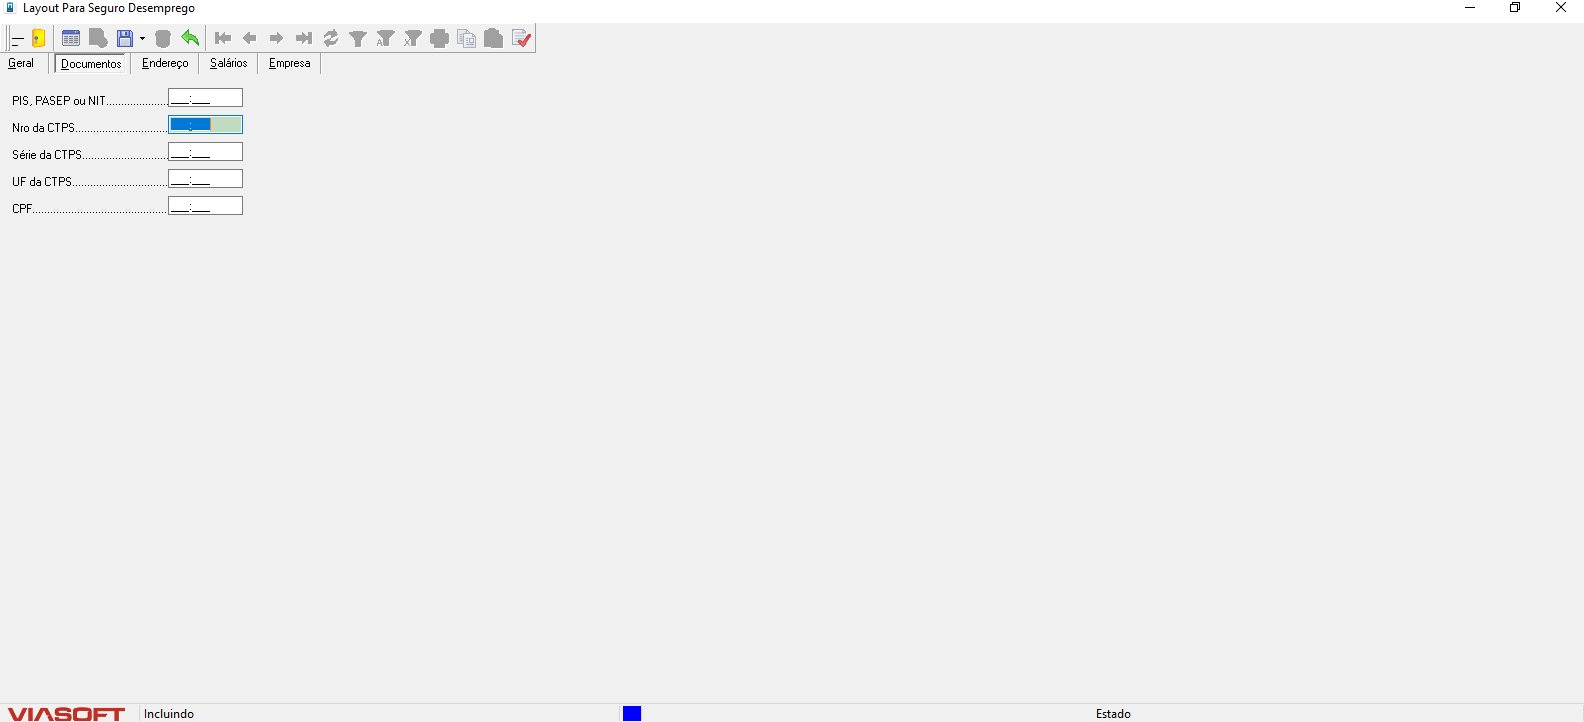 Layout Para Seguro Desemprego
Geral Documentos Endereço Salários Empresa
PIS, PASEP ou NIT..................... ___:___
Nro da CTPS............................... ___:___
Série da CTPS............................. ___:___
UF da CTPS................................ ___:___
CPF............................................. ___:___
VIASOFT Incluindo Estado